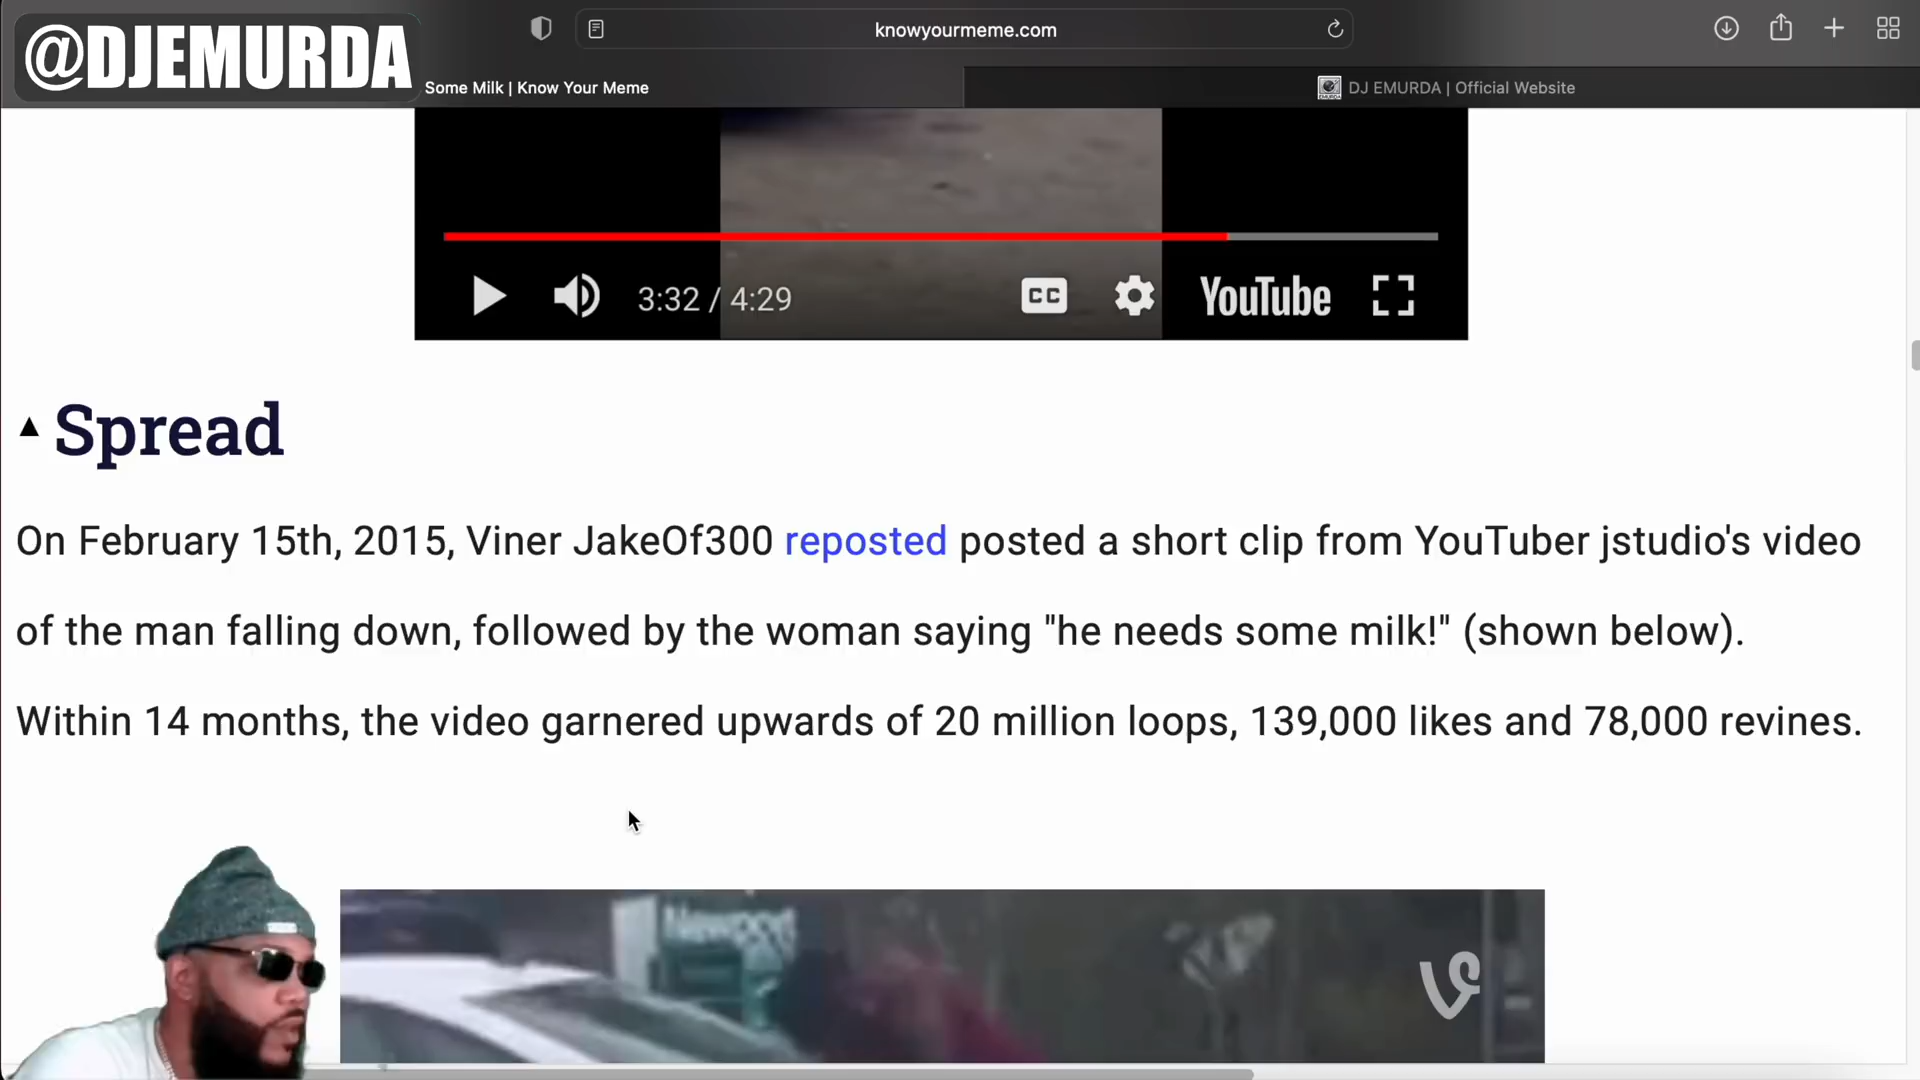 @DJEMURDA
knowyourmeme.com
Some Milk | Know Your Meme
DJ EMURDA | Official Website
3:32 / 4:29
CC
YouTube
Spread
On February 15th, 2015, Viner JakeOf300 reposted posted a short clip from YouTuber jstudio's video
of the man falling down, followed by the woman saying "he needs some milk!" (shown below).
Within 14 months, the video garnered upwards of 20 million loops, 139,000 likes and 78,000 revines.
Newport